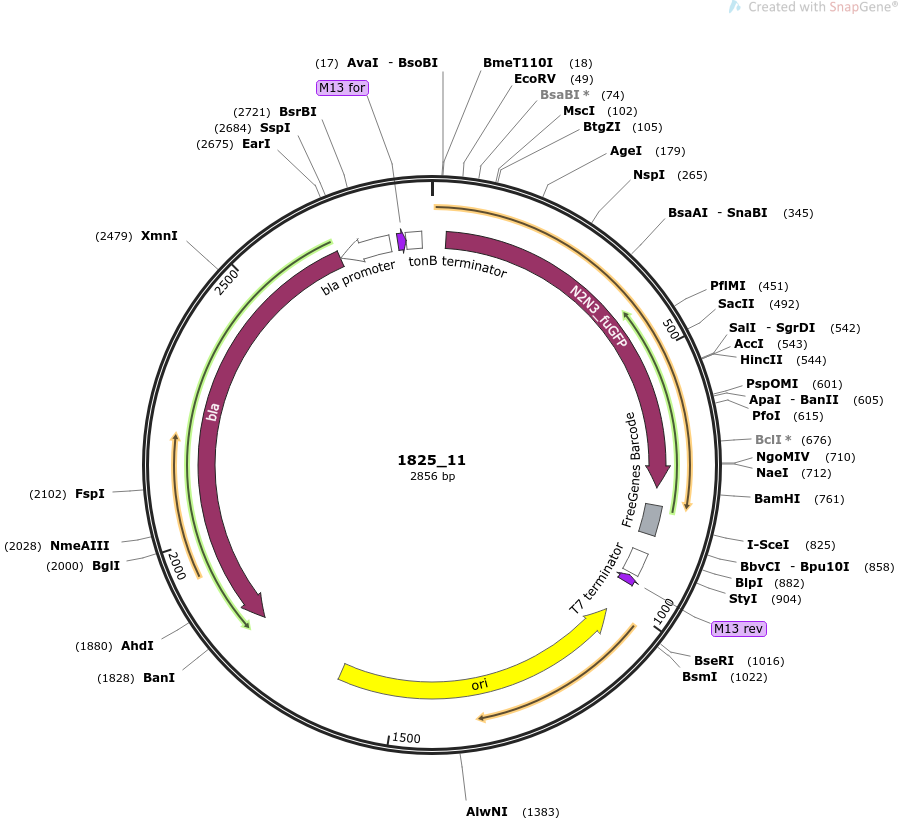 Created with SnapGene®
(17) AvaI - BsoBI
BmeT110I (18)
EcoRV (49)
BsaBI * (74)
MscI (102)
BtgZI (105)
AgeI (179)
NspI (265)
BsaAI - SnaBI (345)
PflMI (451)
SacII (492)
SalI - SgrDI (542)
AccI (543)
HincII (544)
PspOMI (601)
ApaI - BanII (605)
PfoI (615)
BclI * (676)
NgoMIV (710)
NaeI (712)
BamHI (761)
I-SceI (825)
BbvCI - Bpu10I (858)
BlpI (882)
StyI (904)
M13 rev
BseRI (1016)
BsmI (1022)
AlwNI (1383)
(1828) BanI
(1880) AhdI
(2000) BglI
(2028) NmeAIII
(2102) FspI
(2479) XmnI
(2675) EarI
(2684) SspI
(2721) BsrBI
M13 for
500
1000
1500
2000
2500
tonB terminator
bla promoter
N2N3_fuGFP
FreeGenes Barcode
T7 terminator
ori
bla
1825_11
2856 bp